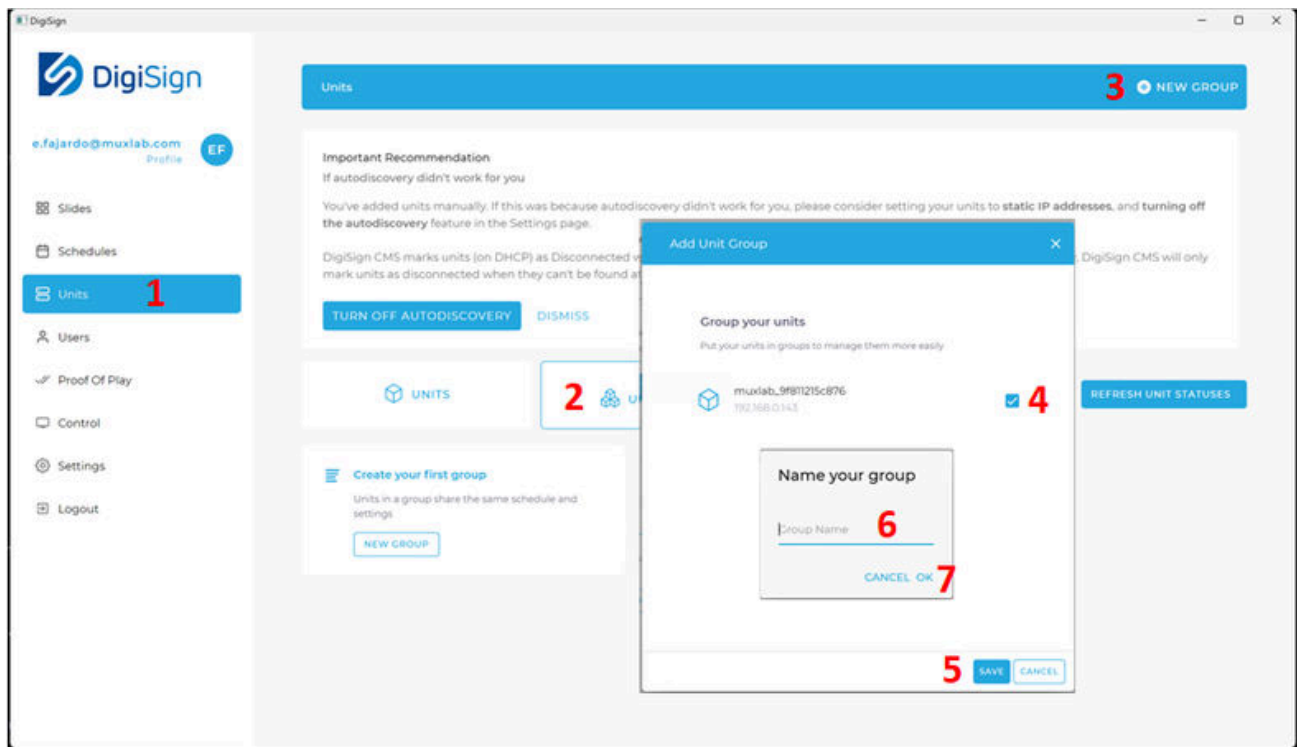 DigiSign
DigiSign
e.fajardo@muxlab.com
EF
Profile
Slides
Schedules
Units 1
Users
Proof Of Play
Control
Settings
Logout
Units
3 NEW GROUP
Important Recommendation
If autodiscovery didn't work for you
You've added units manually. If this was because autodiscovery didn't work for you, please consider setting your units to static IP addresses, and turning off
the autodiscovery feature in the Settings page.
DigiSign CMS marks units (on DHCP) as Disconnected w
, DigiSign CMS will only
mark units as disconnected when they can't be found a
TURN OFF AUTODISCOVERY DISMISS
UNITS
2 U
REFRESH UNIT STATUSES
Create your first group
Units in a group share the same schedule and
settings
NEW GROUP
Add Unit Group
Group your units
Put your units in groups to manage them more easily
muxlab_9f811215c876
192.168.0.143
4
Name your group
Group Name 6
CANCEL OK 7
5 SAVE CANCEL